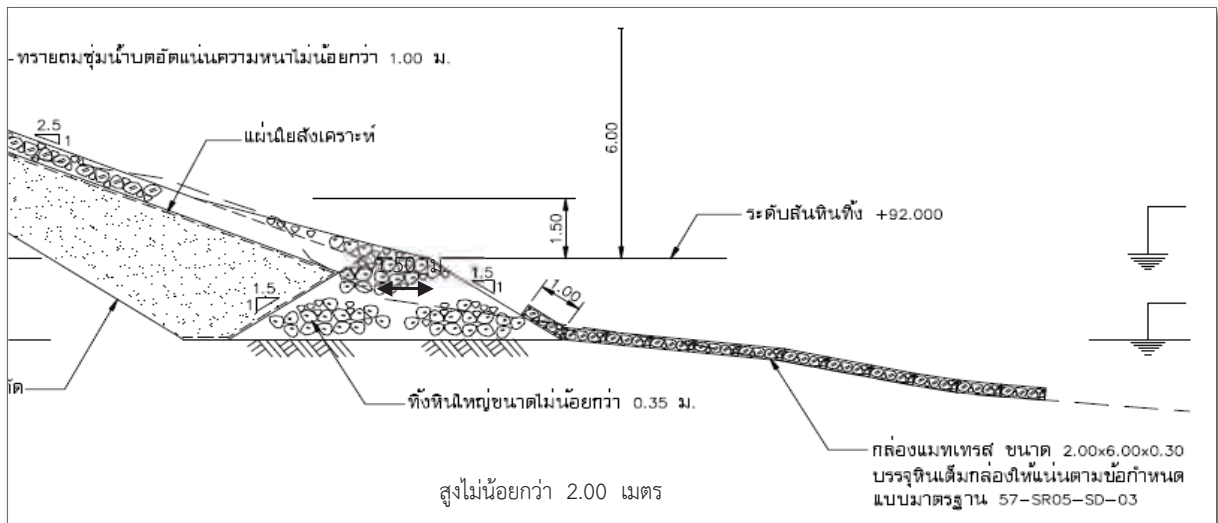 ทรายถมชุ่มน้ำบดอัดแน่นความหนาไม่น้อยกว่า 1.00 ม.
2.5
1
แผ่นใยสังเคราะห์
6.00
1.50
ระดับสันหินทิ้ง +92.000
1.50 ม.
1.5
1
1.5
1
1.00
ทิ้งหินใหญ่ขนาดไม่น้อยกว่า 0.35 ม.
กล่องแมทเทรส ขนาด 2.00x6.00x0.30
บรรจุหินเต็มกล่องให้แน่นตามข้อกำหนด
แบบมาตรฐาน 57-SR05-SD-03
สูงไม่น้อยกว่า 2.00 เมตร